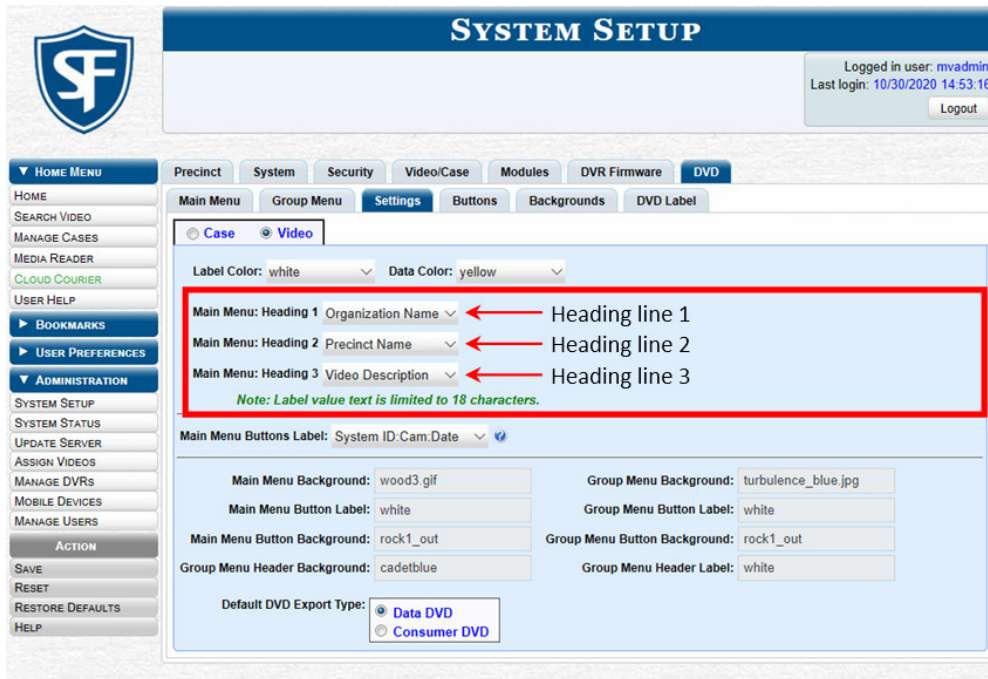 SYSTEM SETUP
SF
Logged in user: mvadmin
Last login: 10/30/2020 14:53:16
Logout
▼ HOME MENU
HOME
SEARCH VIDEO
MANAGE CASES
MEDIA READER
CLOUD COURIER
USER HELP
► BOOKMARKS
► USER PREFERENCES
▼ ADMINISTRATION
SYSTEM SETUP
SYSTEM STATUS
UPDATE SERVER
ASSIGN VIDEOS
MANAGE DVRS
MOBILE DEVICES
MANAGE USERS
ACTION
SAVE
RESET
RESTORE DEFAULTS
HELP
Precinct System Security Video/Case Modules DVR Firmware DVD
Main Menu Group Menu Settings Buttons Backgrounds DVD Label
Case Video
Label Color: white Data Color: yellow
Main Menu: Heading 1 Organization Name Heading line 1
Main Menu: Heading 2 Precinct Name Heading line 2
Main Menu: Heading 3 Video Description Heading line 3
Note: Label value text is limited to 18 characters.
Main Menu Buttons Label: System ID:Cam:Date ?
Main Menu Background: wood3.gif Group Menu Background: turbulence_blue.jpg
Main Menu Button Label: white Group Menu Button Label: white
Main Menu Button Background: rock1_out Group Menu Button Background: rock1_out
Group Menu Header Background: cadetblue Group Menu Header Label: white
Default DVD Export Type: Data DVD
Consumer DVD